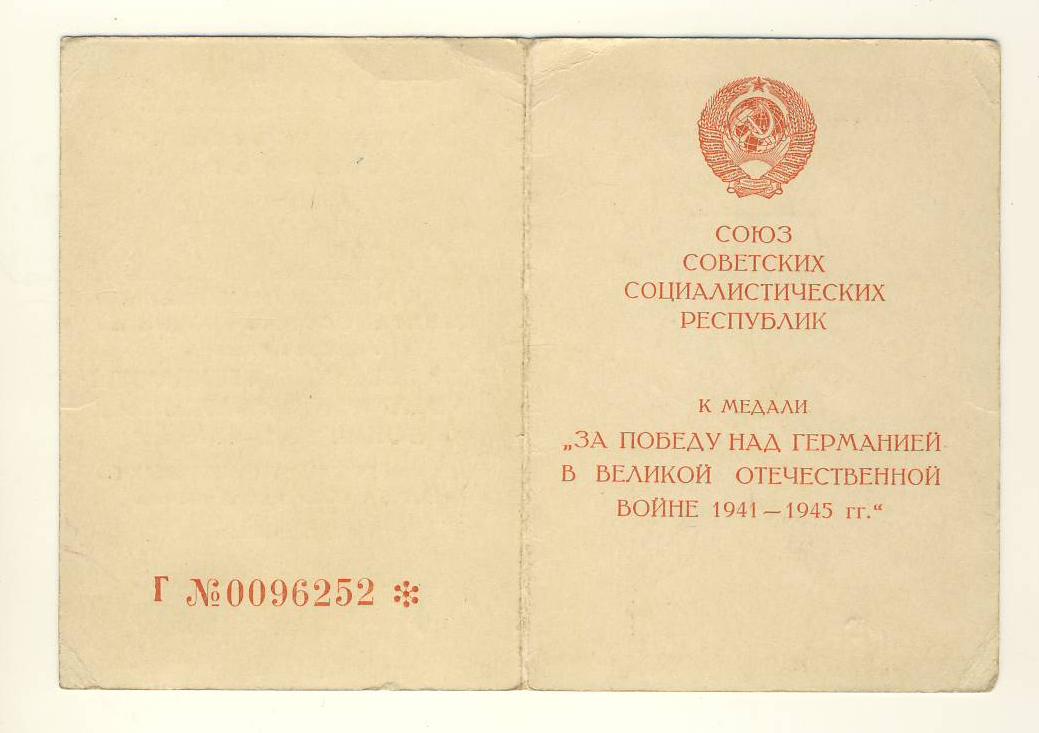 Г №0096252 *
СОЮЗ
СОВЕТСКИХ
СОЦИАЛИСТИЧЕСКИХ
РЕСПУБЛИК
К МЕДАЛИ
„ЗА ПОБЕДУ НАД ГЕРМАНИЕЙ
В ВЕЛИКОЙ ОТЕЧЕСТВЕННОЙ
ВОЙНЕ 1941—1945 гг.“